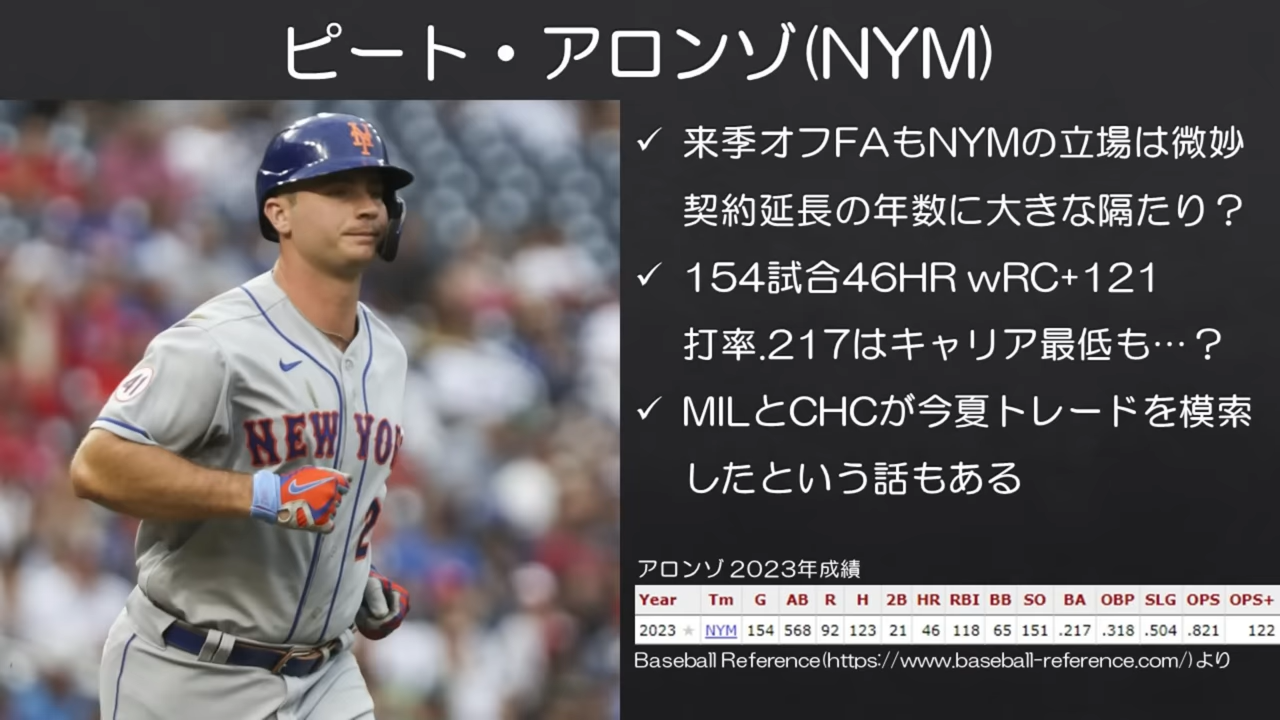 ピート・アロンゾ(NYM)
来季オフFAもNYMの立場は微妙
契約延長の年数に大きな隔たり？
154試合46HR wRC+121
打率.217はキャリア最低も…？
MILとCHCが今夏トレードを模索
したという話もある
41
NEW YO
2
アロンゾ 2023年成績
Year Tm G AB R H 2B HR RBI BB SO BA OBP SLG OPS OPS+
2023 ★ NYM 154 568 92 123 21 46 118 65 151 .217 .318 .504 .821 122
Baseball Reference(https://www.baseball-reference.com/)より